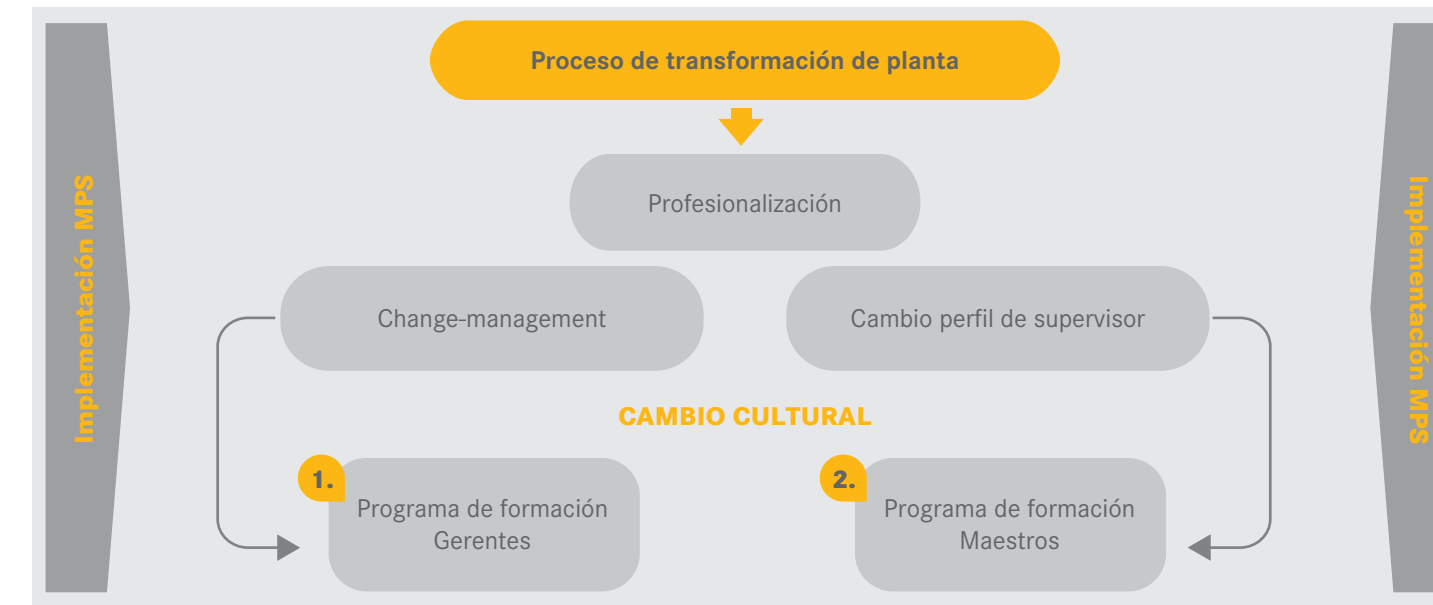 Proceso de transformación de planta
Profesionalización
Implementación MPS
Implementación MPS
Change-management
Cambio perfil de supervisor
CAMBIO CULTURAL
1.
Programa de formación
Gerentes
2.
Programa de formación
Maestros